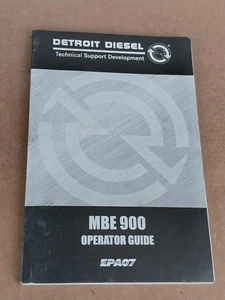 DETROIT DIESEL
Technical Support Development
MBE 900
OPERATOR GUIDE
EPA07